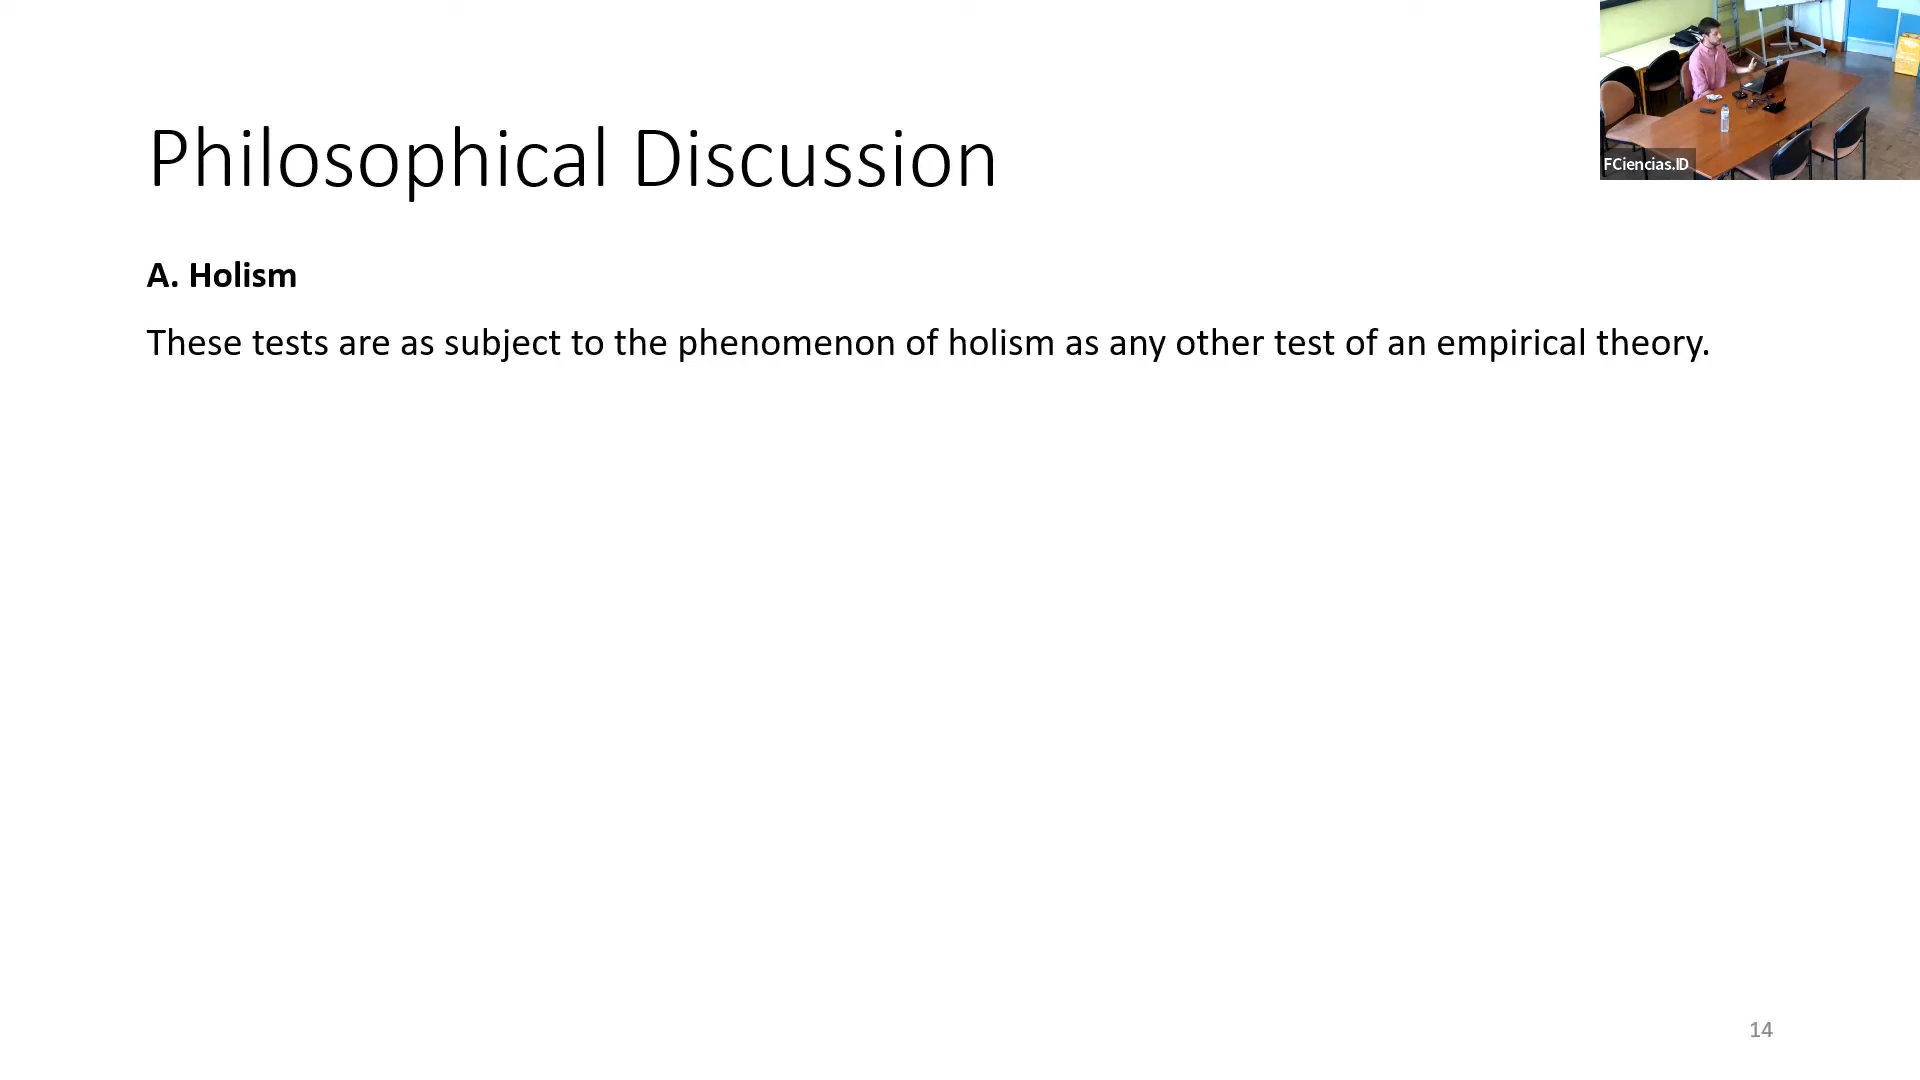 Philosophical Discussion
FCiencias.ID
A. Holism
These tests are as subject to the phenomenon of holism as any other test of an empirical theory.
14